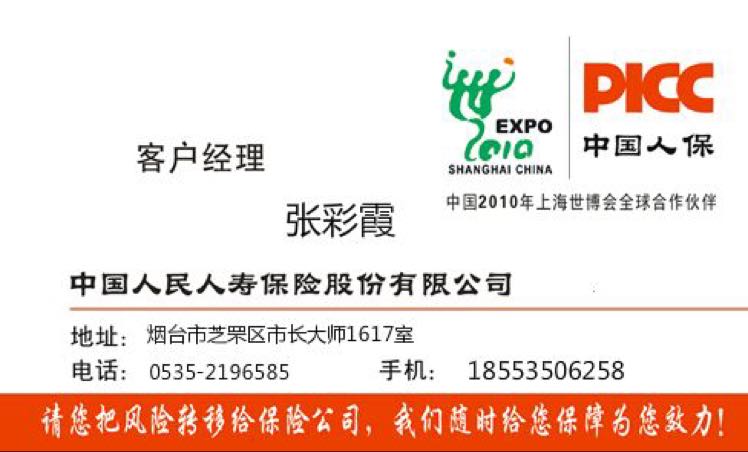 EXPO
2010
SHANGHAI CHINA
PICC
中国人保
中国2010年上海世博会全球合作伙伴
客户经理
张彩霞
中国人民人寿保险股份有限公司
地址: 烟台市芝罘区市长大师1617室
电话: 0535-2196585 手机: 18553506258
请您把风险转移给保险公司，我们随时给您保障为您效力！